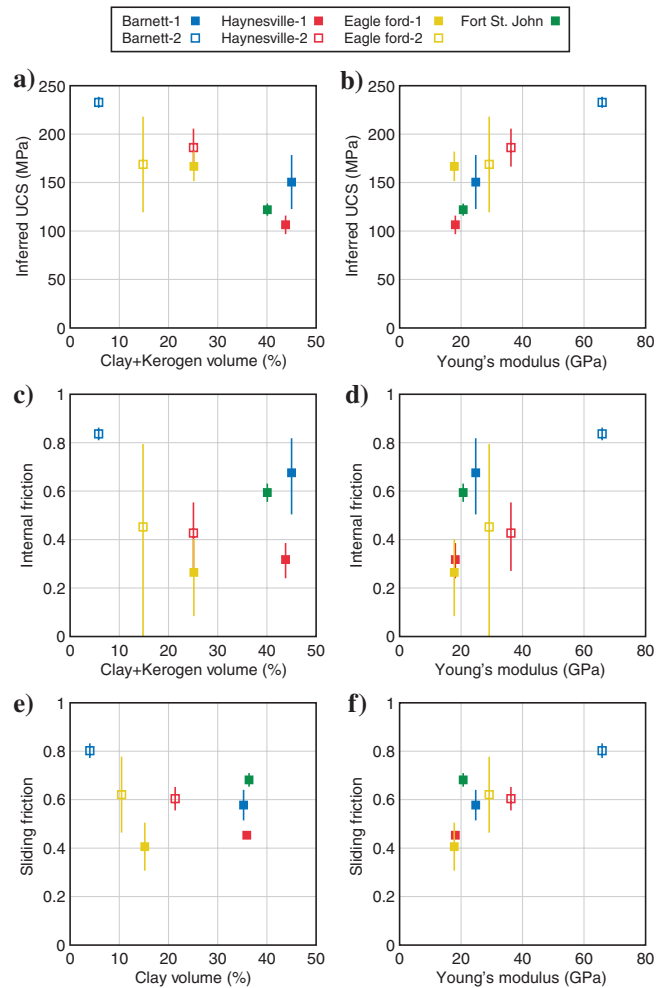 Barnett-1 Haynesville-1 Eagle ford-1 Fort St. John
Barnett-2 Haynesville-2 Eagle ford-2
a)
250
200
150
100
50
0
Inferred UCS (MPa)
0 10 20 30 40 50
Clay+Kerogen volume (%)
b)
250
200
150
100
50
0
Inferred UCS (MPa)
0 20 40 60 80
Young's modulus (GPa)
c)
1
0.8
0.6
0.4
0.2
0
Internal friction
0 10 20 30 40 50
Clay+Kerogen volume (%)
d)
1
0.8
0.6
0.4
0.2
0
Internal friction
0 20 40 60 80
Young's modulus (GPa)
e)
1
0.8
0.6
0.4
0.2
0
Sliding friction
0 10 20 30 40 50
Clay volume (%)
f)
1
0.8
0.6
0.4
0.2
0
Sliding friction
0 20 40 60 80
Young's modulus (GPa)